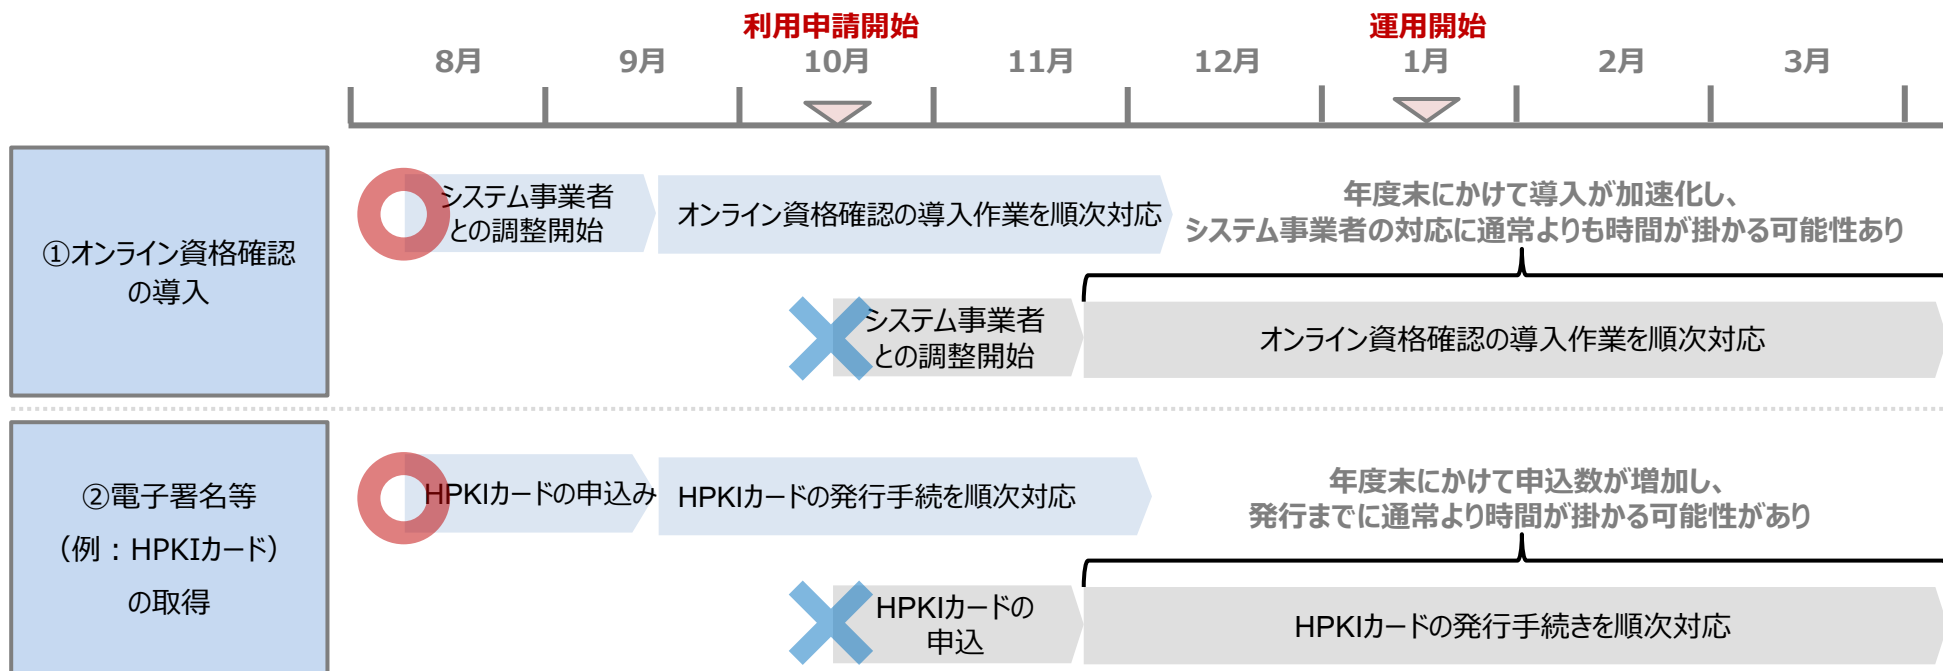 利用申請開始
運用開始
8月
9月
10月
11月
12月
1月
2月
3月
①オンライン資格確認
の導入
システム事業者
との調整開始
オンライン資格確認の導入作業を順次対応
年度末にかけて導入が加速化し、
システム事業者の対応に通常よりも時間が掛かる可能性あり
システム事業者
との調整開始
オンライン資格確認の導入作業を順次対応
②電子署名等
（例：HPKIカード）
の取得
HPKIカードの申込み
HPKIカードの発行手続を順次対応
年度末にかけて申込数が増加し、
発行までに通常より時間が掛かる可能性があり
HPKIカードの
申込
HPKIカードの発行手続きを順次対応